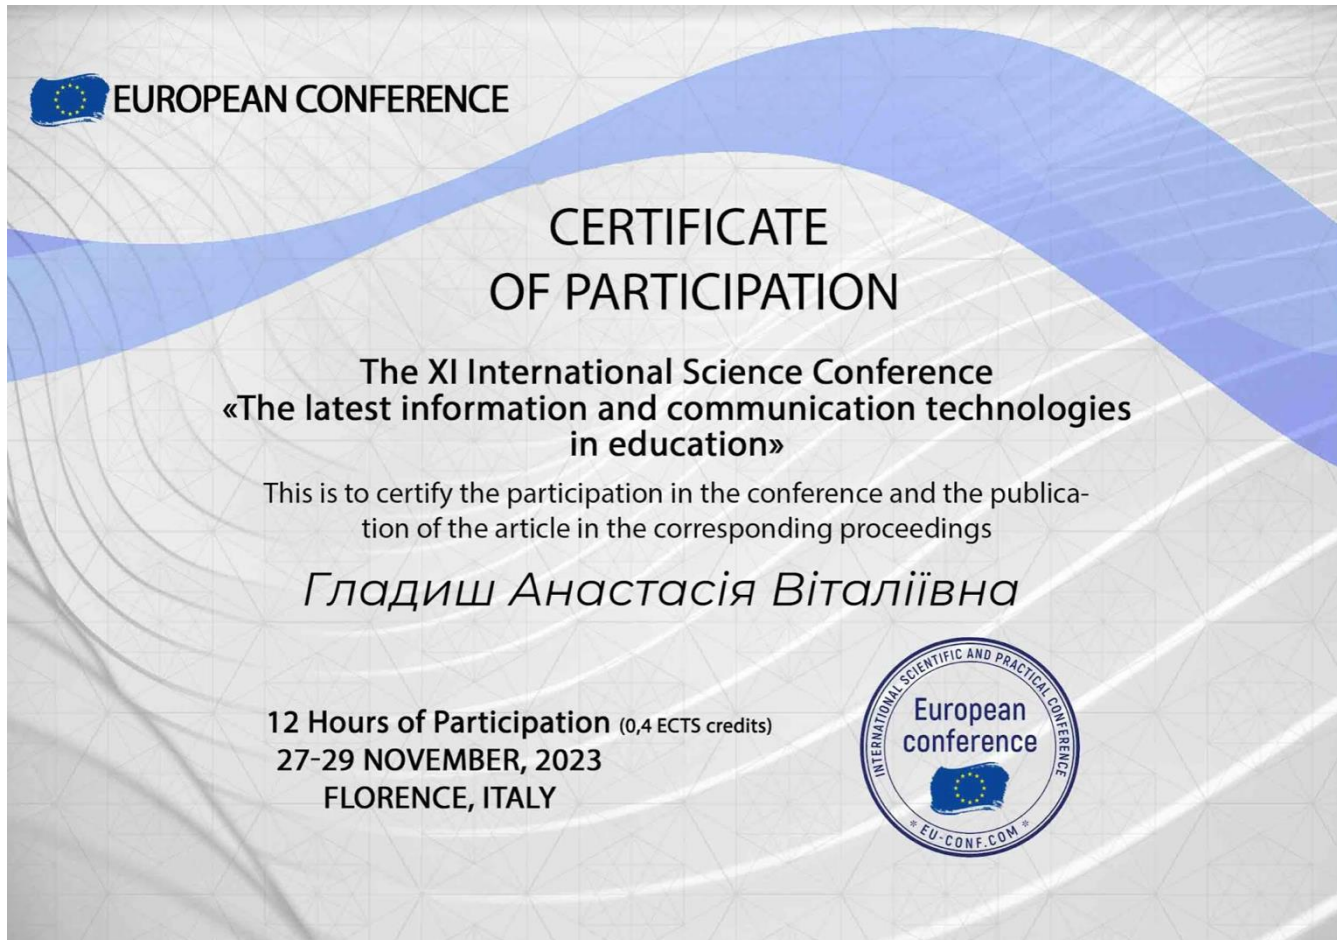 EUROPEAN CONFERENCE
CERTIFICATE
OF PARTICIPATION
The XI International Science Conference
«The latest information and communication technologies
in education»
This is to certify the participation in the conference and the publica-
tion of the article in the corresponding proceedings
Гладиш Анастасія Віталіївна
12 Hours of Participation (0,4 ECTS credits)
27-29 NOVEMBER, 2023
FLORENCE, ITALY
INTERNATIONAL SCIENTIFIC AND PRACTICAL CONFERENCE
European
conference
* EU-CONF.COM *